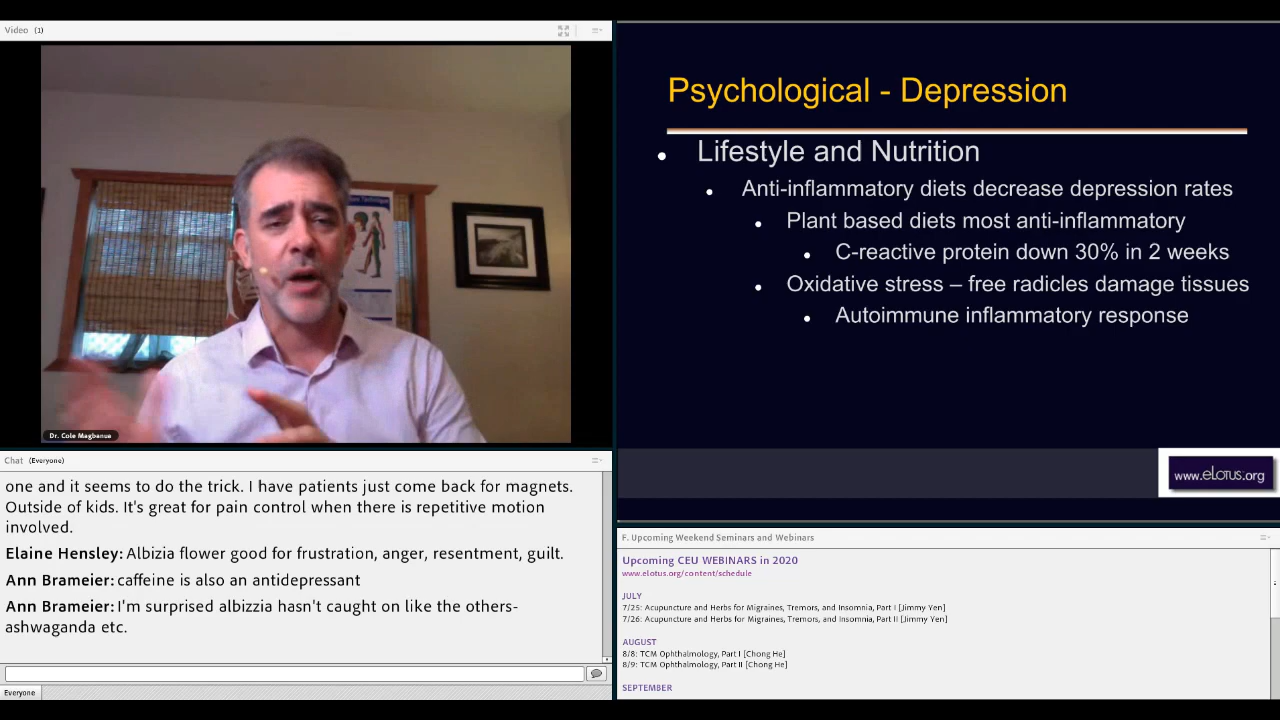 Video (1)
Dr. Cole Magbanua
Psychological - Depression
Lifestyle and Nutrition
Anti-inflammatory diets decrease depression rates
Plant based diets most anti-inflammatory
C-reactive protein down 30% in 2 weeks
Oxidative stress – free radicles damage tissues
Autoimmune inflammatory response
www.eLOTUS.org
Chat (Everyone)
one and it seems to do the trick. I have patients just come back for magnets.
Outside of kids. It's great for pain control when there is repetitive motion
involved.
Elaine Hensley: Albizia flower good for frustration, anger, resentment, guilt.
Ann Brameier: caffeine is also an antidepressant
Ann Brameier: I'm surprised albizzia hasn't caught on like the others-
ashwaganda etc.
Everyone
F. Upcoming Weekend Seminars and Webinars
Upcoming CEU WEBINARS in 2020
www.elotus.org/content/schedule
JULY
7/25: Acupuncture and Herbs for Migraines, Tremors, and Insomnia, Part I [Jimmy Yen]
7/26: Acupuncture and Herbs for Migraines, Tremors, and Insomnia, Part II [Jimmy Yen]
AUGUST
8/8: TCM Ophthalmology, Part I [Chong He]
8/9: TCM Ophthalmology, Part II [Chong He]
SEPTEMBER